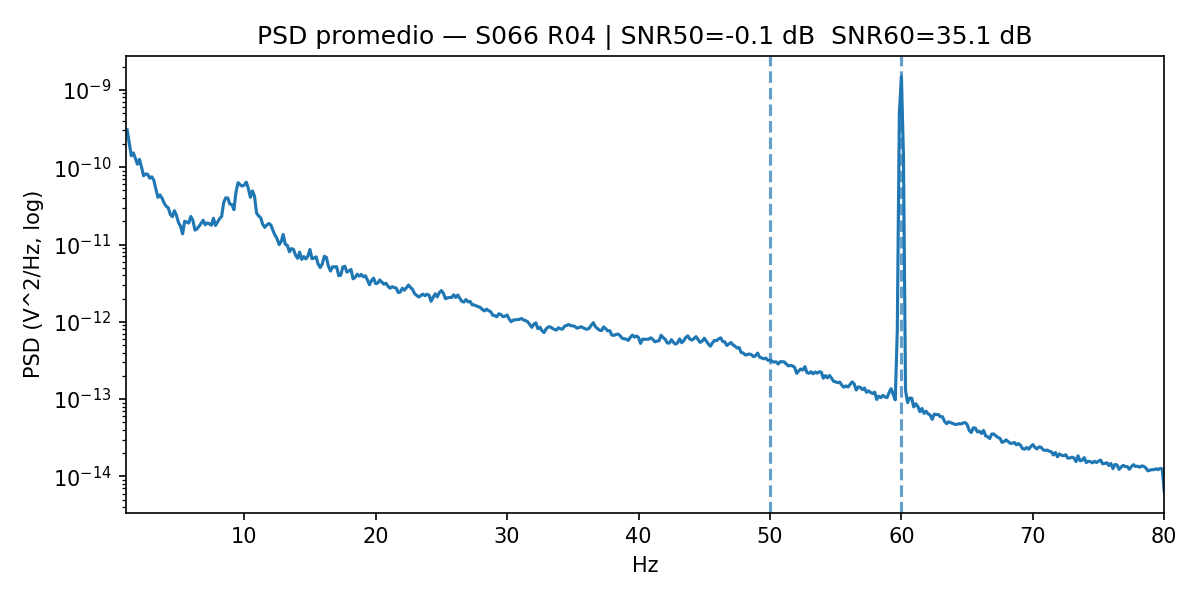 PSD promedio — S066 R04 | SNR50=-0.1 dB  SNR60=35.1 dB
PSD (V^2/Hz, log)
10⁻⁹
10⁻¹⁰
10⁻¹¹
10⁻¹²
10⁻¹³
10⁻¹⁴
10 20 30 40 50 60 70 80
Hz